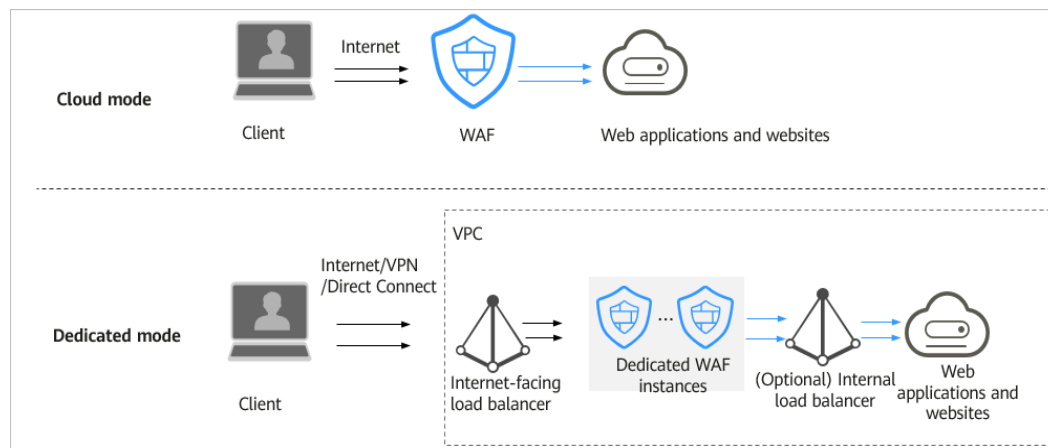 Internet
Cloud mode
Client
WAF
Web applications and websites
VPC
Internet/VPN
/Direct Connect
Dedicated mode
...
Dedicated WAF
instances
Internet-facing
load balancer
(Optional) Internal
load balancer
Web
applications and
websites
Client